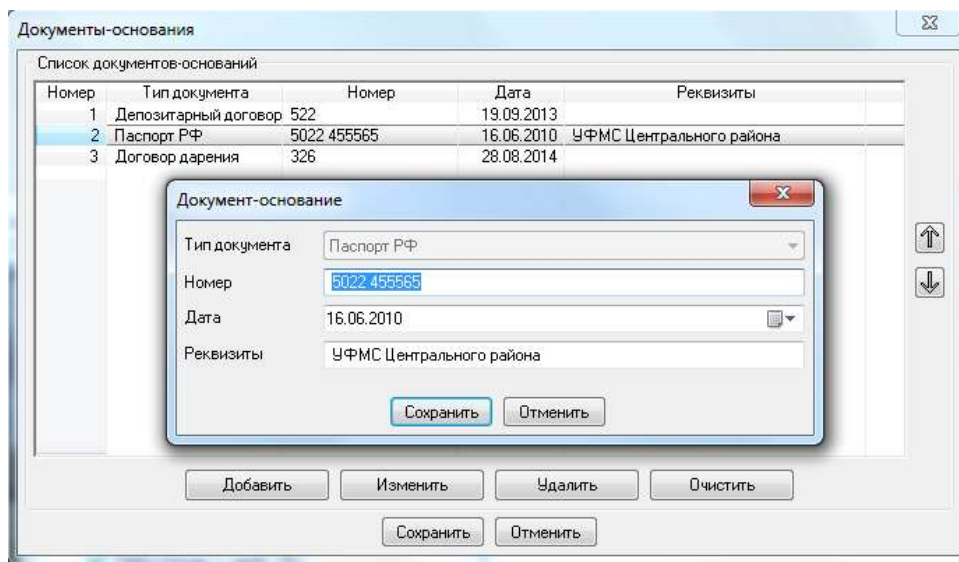 Документы-основания
Список документов-оснований
Номер Тип документа Номер Дата Реквизиты
1 Депозитарный договор 522 19.09.2013
2 Паспорт РФ 5022 455565 16.06.2010 УФМС Центрального района
3 Договор дарения 326 28.08.2014
Документ-основание
Тип документа Паспорт РФ
Номер 5022 455565
Дата 16.06.2010
Реквизиты УФМС Центрального района
Сохранить Отменить
Добавить Изменить Удалить Очистить
Сохранить Отменить